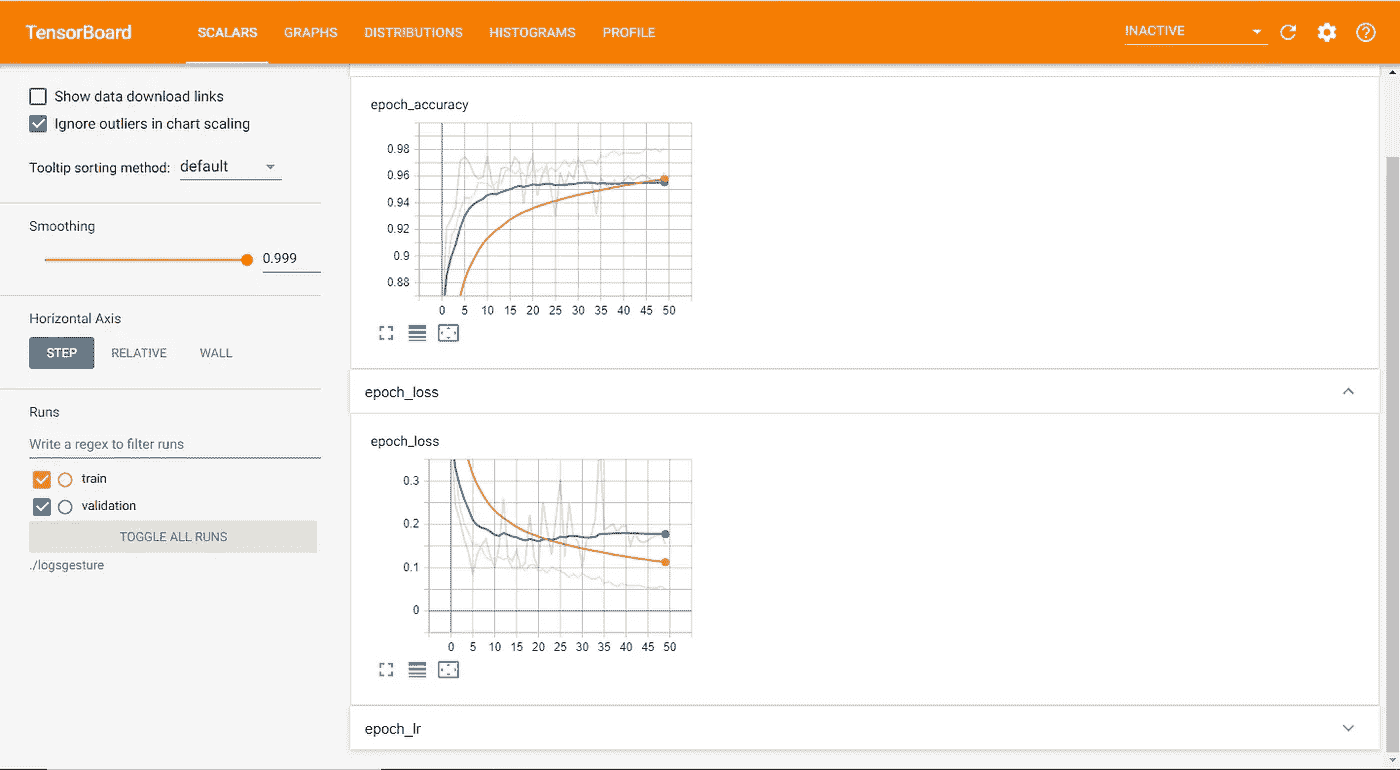 TensorBoard SCALARS GRAPHS DISTRIBUTIONS HISTOGRAMS PROFILE INACTIVE
Show data download links
Ignore outliers in chart scaling
Tooltip sorting method: default
Smoothing
0.999
Horizontal Axis
STEP RELATIVE WALL
Runs
Write a regex to filter runs
train
validation
TOGGLE ALL RUNS
./logsgesture
epoch_accuracy
0.98
0.96
0.94
0.92
0.9
0.88
0 5 10 15 20 25 30 35 40 45 50
epoch_loss
epoch_loss
0.3
0.2
0.1
0
0 5 10 15 20 25 30 35 40 45 50
epoch_lr